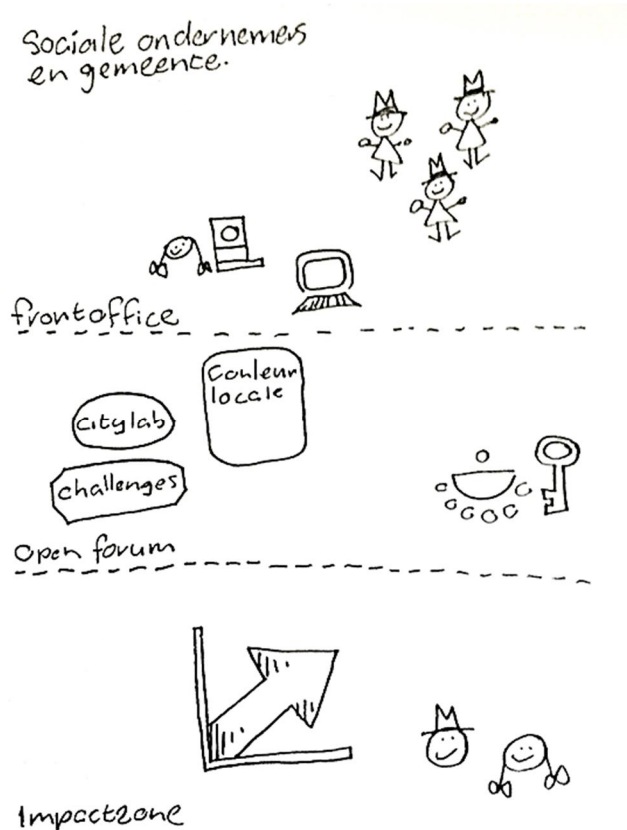 Sociale ondernemers
en gemeente.
frontoffice
Couleur
locale
Citylab
Challenges
Open forum
Impactzone